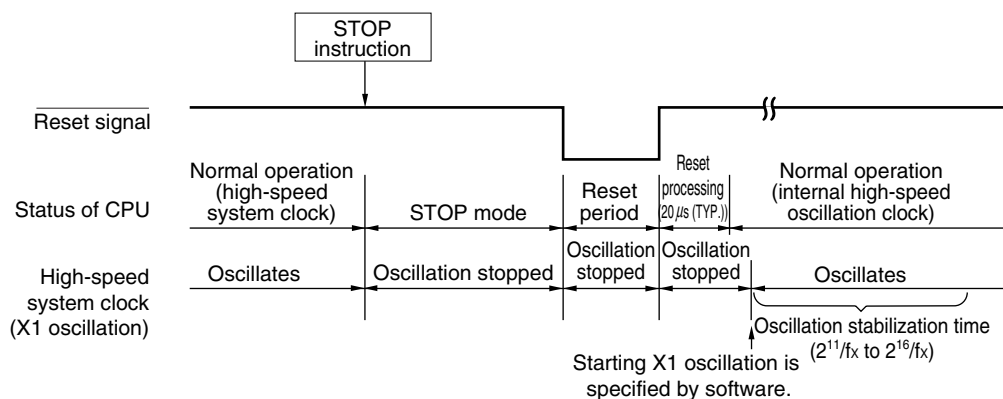 STOP
instruction
Reset signal
Status of CPU
Normal operation
(high-speed
system clock)
STOP mode
Reset
period
Reset
processing
(20 μs (TYP.))
Normal operation
(internal high-speed
oscillation clock)
High-speed
system clock
(X1 oscillation)
Oscillates
Oscillation stopped
Oscillation
stopped
Oscillation
stopped
Oscillates
Oscillation stabilization time
(2¹¹/fX to 2¹⁶/fX)
Starting X1 oscillation is
specified by software.